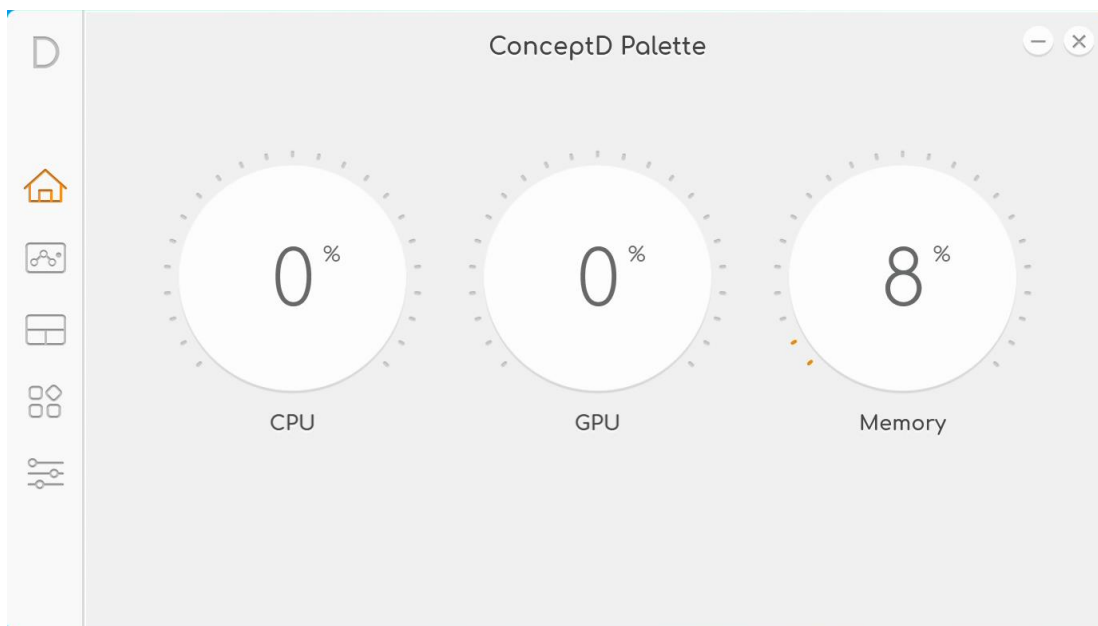 D
ConceptD Palette
0 %
0 %
8 %
CPU
GPU
Memory